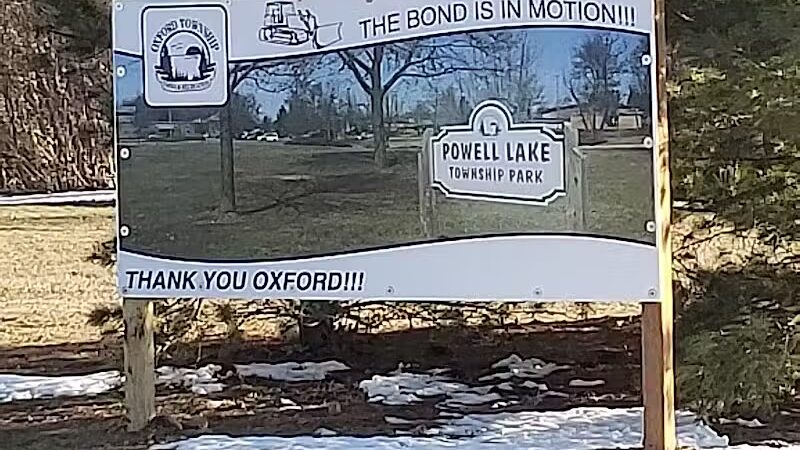 OXFORD TOWNSHIP
THE BOND IS IN MOTION!!!
POWELL LAKE
TOWNSHIP PARK
THANK YOU OXFORD!!!